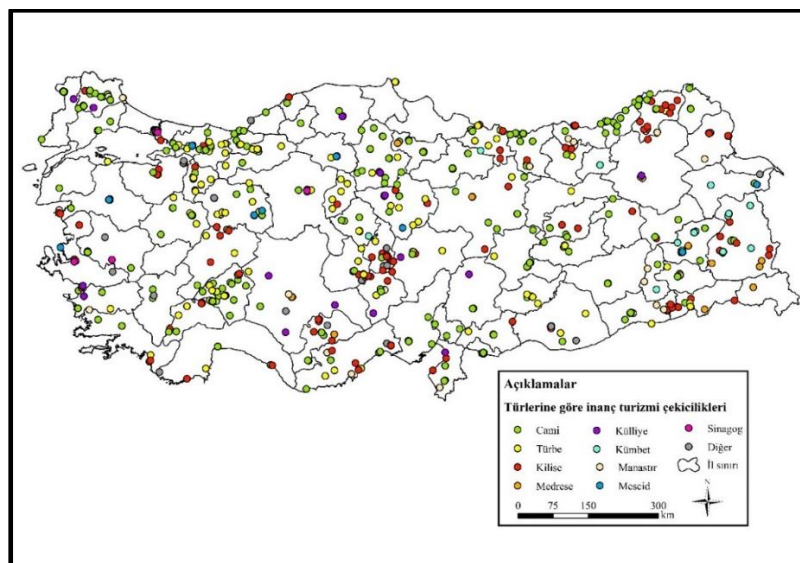 Açıklamalar
Türlerine göre inanç turizmi çekicilikleri
Cami Külliye Sinagog
Türbe Kümbet Diğer
Kilise Manastır İl sınırı
Medrese Mescid
N
0 75 150 300
km